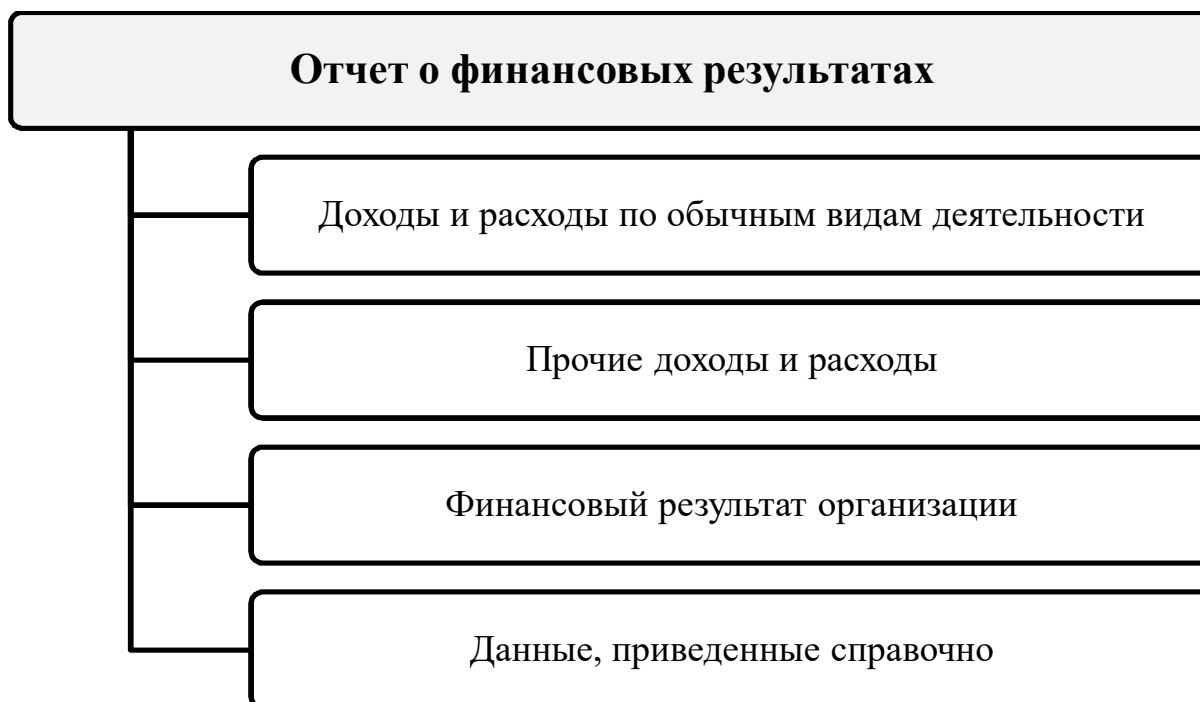 Отчет о финансовых результатах
Доходы и расходы по обычным видам деятельности
Прочие доходы и расходы
Финансовый результат организации
Данные, приведенные справочно